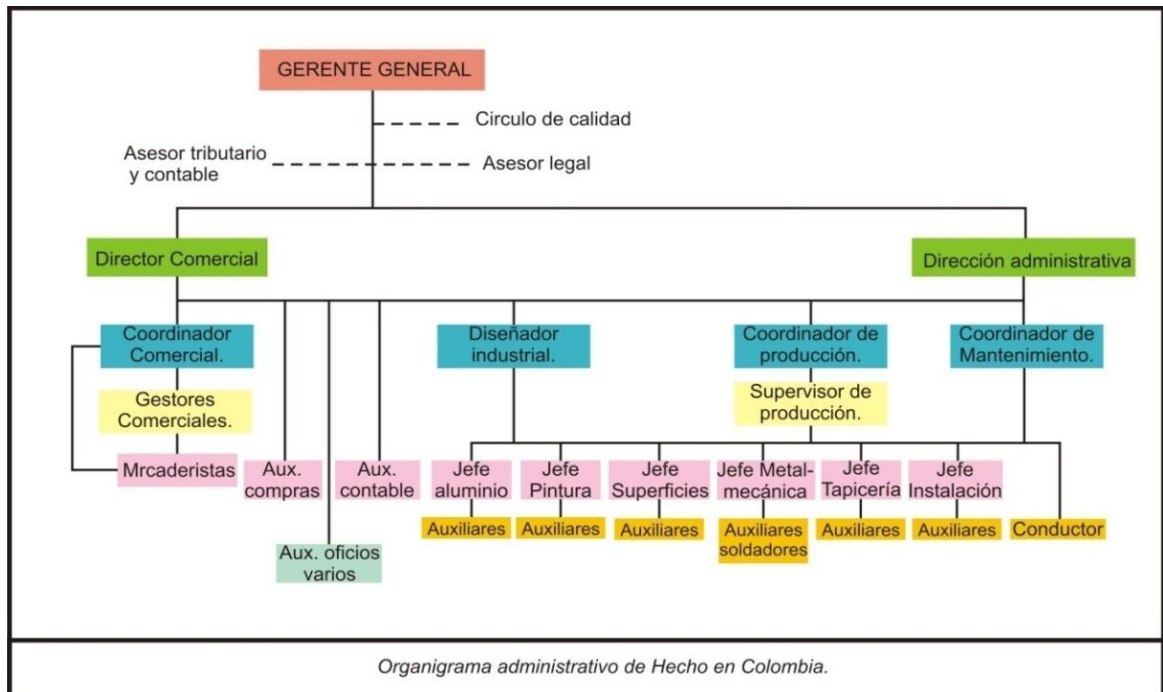 GERENTE GENERAL
Circulo de calidad
Asesor tributario
y contable
Asesor legal
Director Comercial
Dirección administrativa
Coordinador
Comercial.
Diseñador
industrial.
Coordinador de
producción.
Coordinador de
Mantenimiento.
Gestores
Comerciales.
Supervisor de
producción.
Mrcaderistas
Aux.
compras
Aux.
contable
Jefe
aluminio
Jefe
Pintura
Jefe
Superficies
Jefe Metal-
mecánica
Jefe
Tapicería
Jefe
Instalación
Auxiliares
Auxiliares
Auxiliares
Auxiliares
soldadores
Auxiliares
Auxiliares
Conductor
Aux. oficios
varios
Organigrama administrativo de Hecho en Colombia.